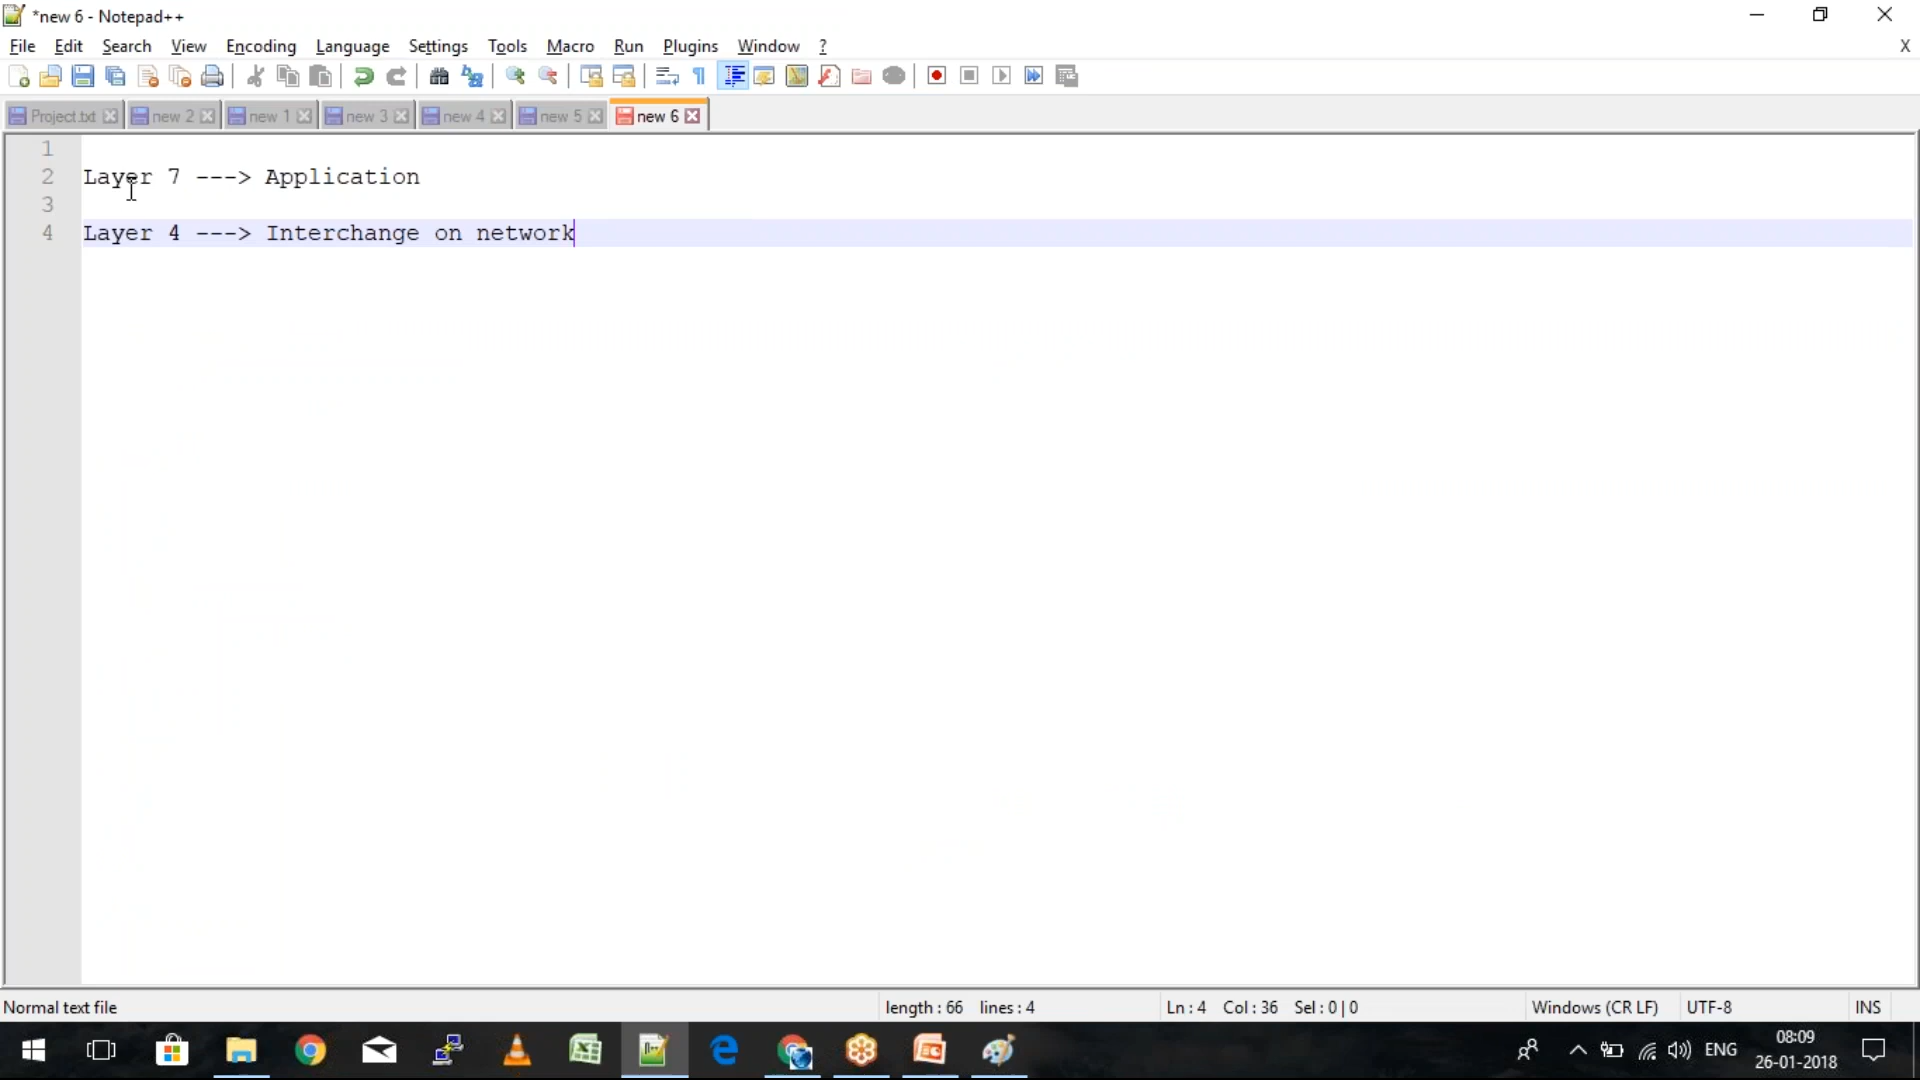 *new 6 - Notepad++
File Edit Search View Encoding Language Settings Tools Macro Run Plugins Window ? X
Project.txt new 2 new 1 new 3 new 4 new 5 new 6
1
2 Layer 7 ---> Application
3
4 Layer 4 ---> Interchange on network
Normal text file length : 66 lines : 4 Ln : 4 Col : 36 Sel : 0 | 0 Windows (CR LF) UTF-8 INS
ENG 08:09
26-01-2018